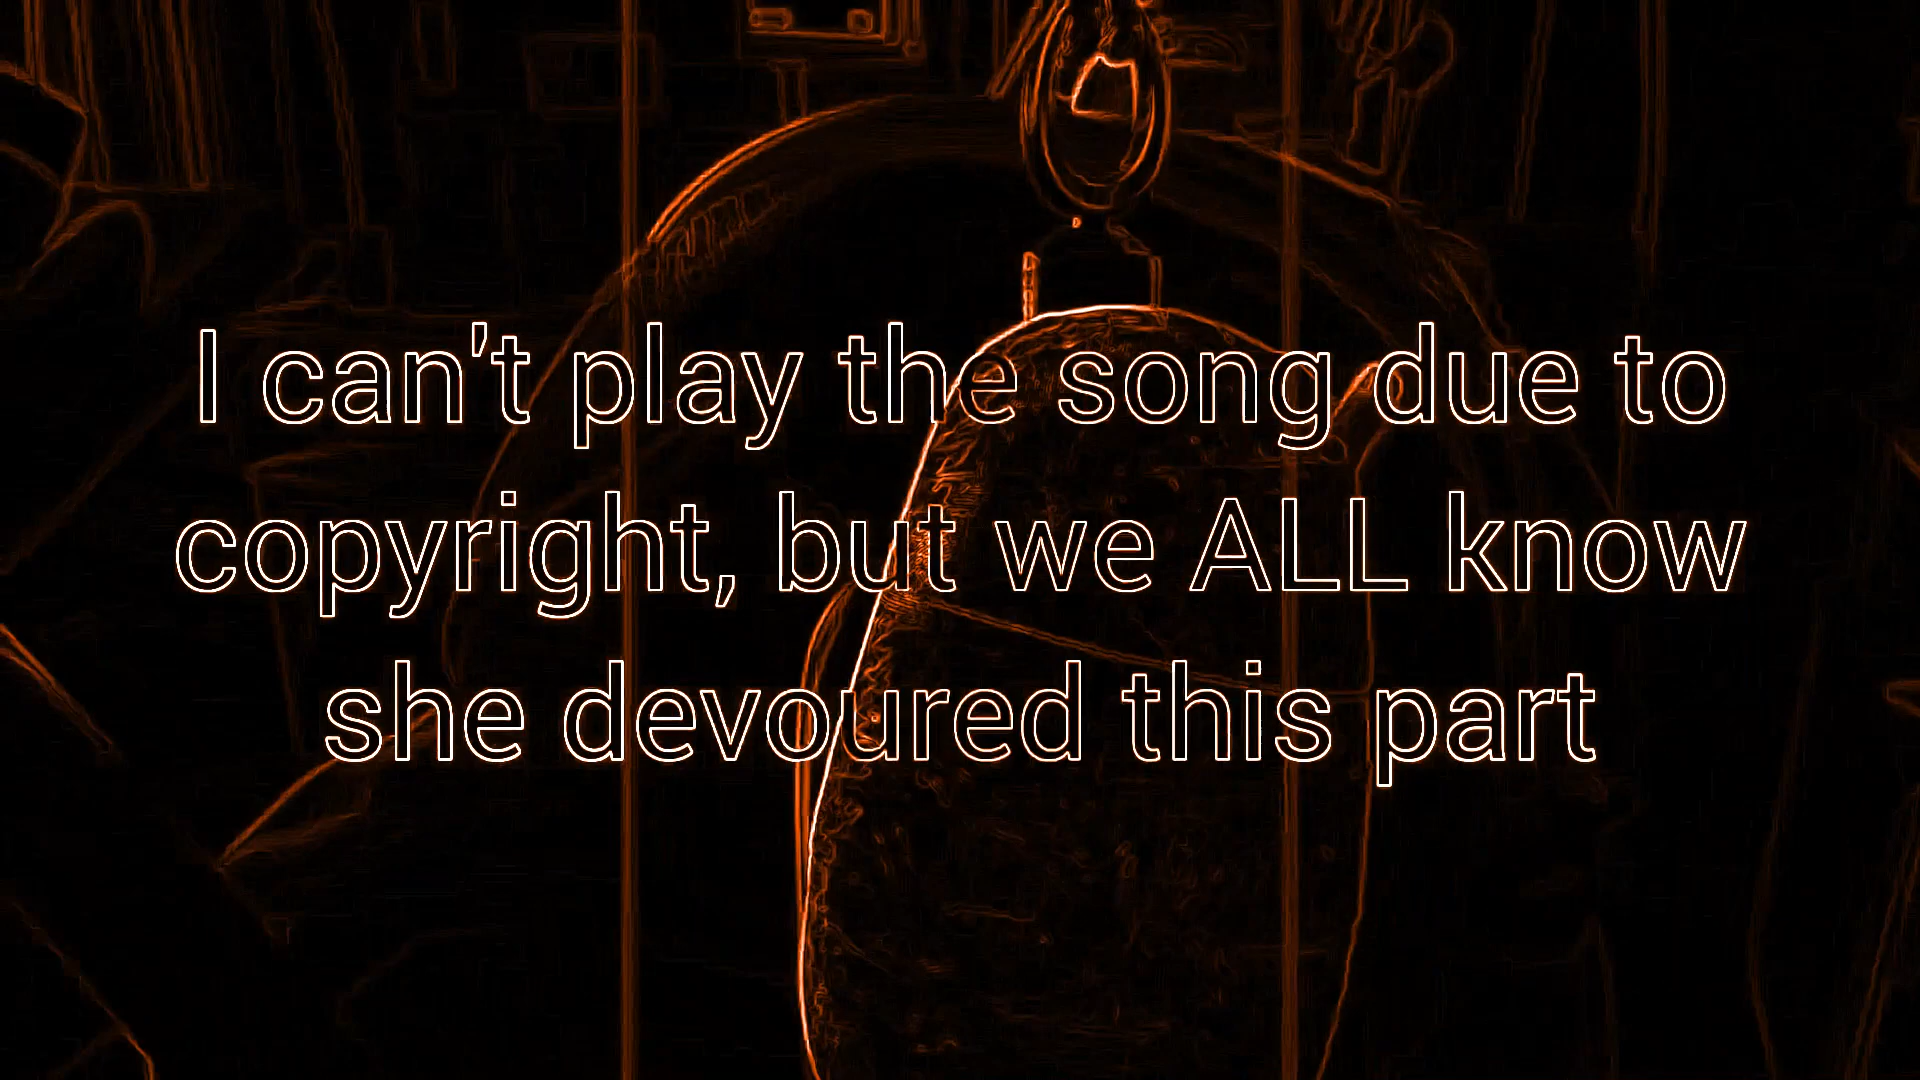 I can't play the song due to
copyright, but we ALL know
she devoured this part